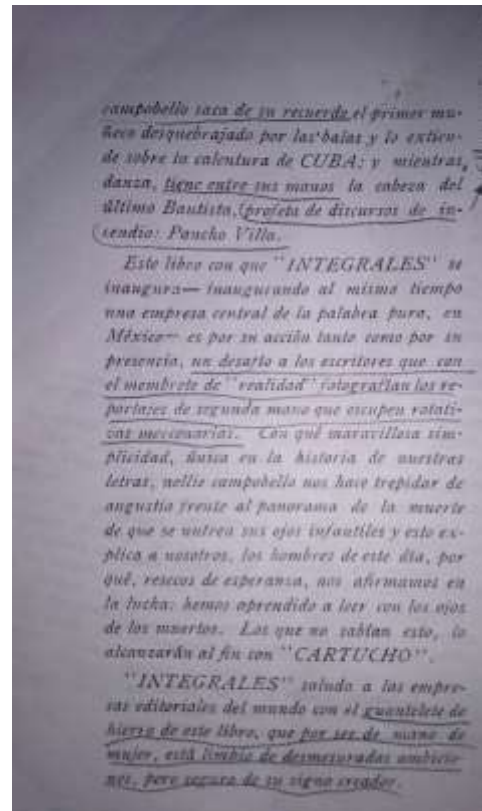 campobello saca de su recuerdo el primer mu-
ñeco desquebrajado por las balas y lo extien-
de sobre la calentura de CUBA; y mientras
danza, tiene entre sus manos la cabeza del
último Bautista, profeta de discursos de in-
cendio: Pancho Villa.
Este libro con que "INTEGRALES" se
inaugura— inaugurando al mismo tiempo
una empresa central de la palabra pura, en
México— es por su acción tanto como por su
presencia, un desafío a los escritores que con
el membrete de "realidad" fotografían los re-
portajes de segunda mano que escupen rotati-
vas mercenarias. Con qué maravillosa sim-
plicidad, única en la historia de nuestras
letras, nellie campobello nos hace trepidar de
angustia frente al panorama de la muerte
de que se untran sus ojos infantiles y esto ex-
plica a nosotros, los hombres de este día, por
qué, resecos de esperanza, nos afirmamos en
la lucha: hemos aprendido a leer con los ojos
de los muertos. Los que no sabían esto, lo
alcanzarán al fin con "CARTUCHO".
"INTEGRALES" saluda a las empre-
sas editoriales del mundo con el guantelete de
hierro de este libro, que por ser de mano de
mujer, está limbio de desmesuradas ambicio-
nes, pero seguro de su signo creador.